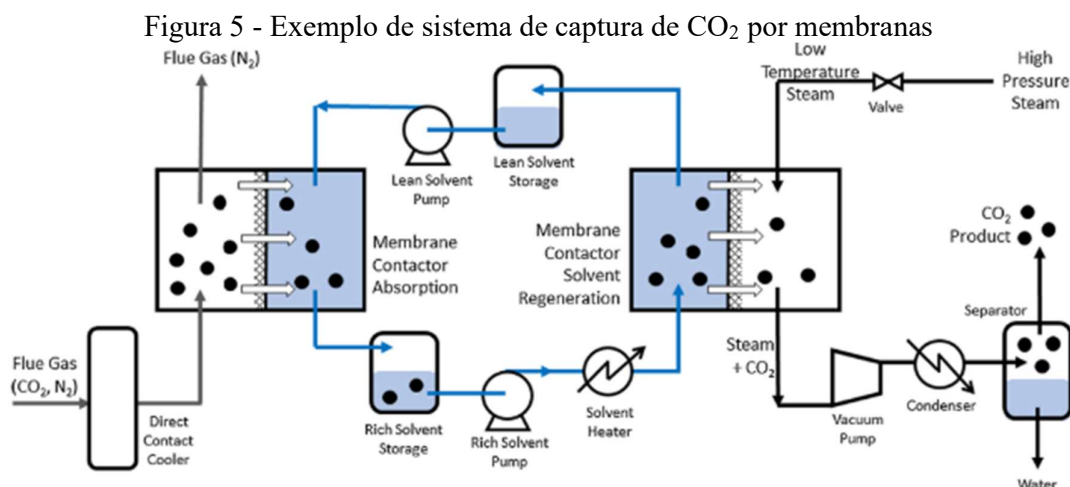 Figura 5 - Exemplo de sistema de captura de CO₂ por membranas
Flue Gas (N₂)
Low
Temperature
Steam
High
Pressure
Steam
Valve
Lean Solvent
Pump
Lean Solvent
Storage
Membrane
Contactor
Absorption
Membrane
Contactor
Solvent
Regeneration
CO₂
Product
Separator
Flue Gas
(CO₂, N₂)
Direct
Contact
Cooler
Rich Solvent
Storage
Rich Solvent
Pump
Solvent
Heater
Steam
+ CO₂
Vacuum
Pump
Condenser
Water